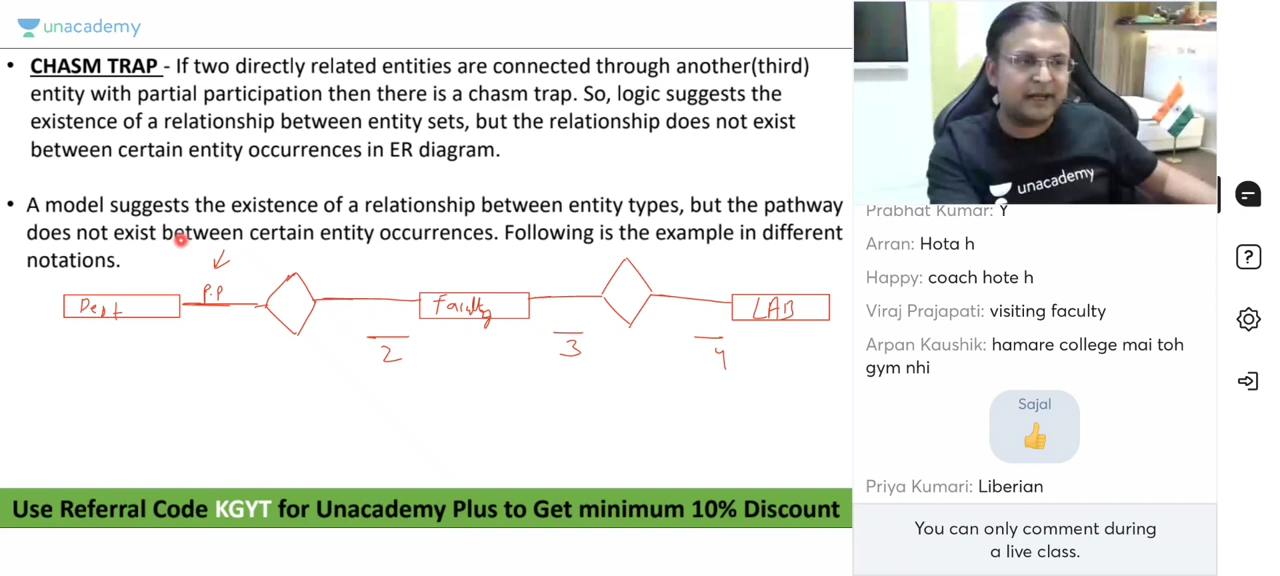 unacademy
• CHASM TRAP - If two directly related entities are connected through another(third)
entity with partial participation then there is a chasm trap. So, logic suggests the
existence of a relationship between entity sets, but the relationship does not exist
between certain entity occurrences in ER diagram.
• A model suggests the existence of a relationship between entity types, but the pathway
does not exist between certain entity occurrences. Following is the example in different
notations.
P.P
Dept
Faculty
LAB
2
3
4
Use Referral Code KGYT for Unacademy Plus to Get minimum 10% Discount
unacademy
Prabhat Kumar: Y
Arran: Hota h
Happy: coach hote h
Viraj Prajapati: visiting faculty
Arpan Kaushik: hamare college mai toh
gym nhi
Sajal
Priya Kumari: Liberian
You can only comment during
a live class.